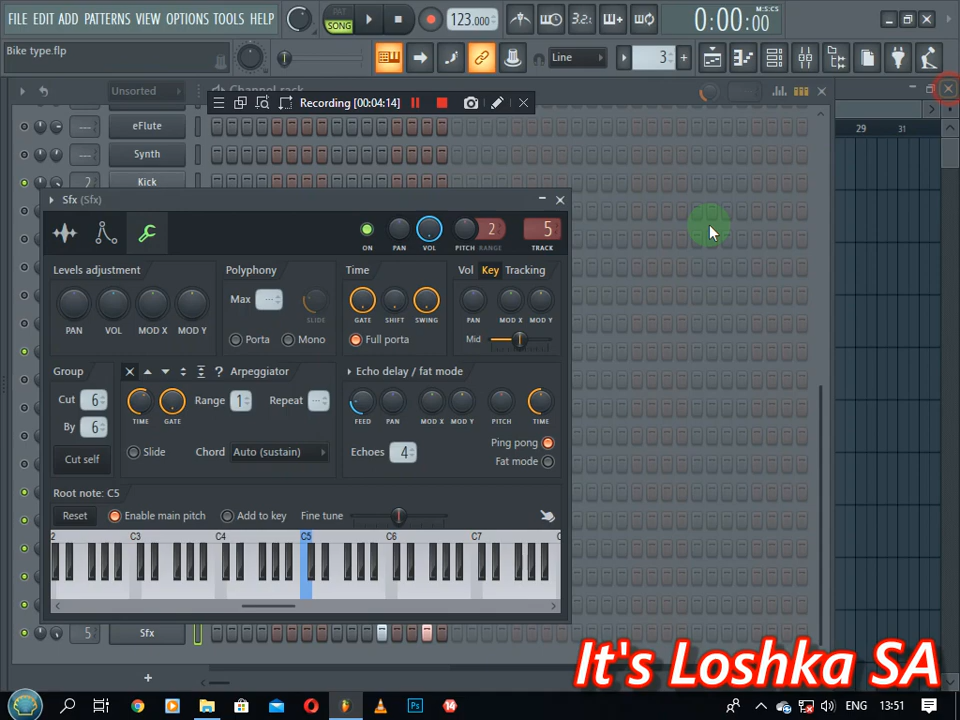 FILE EDIT ADD PATTERNS VIEW OPTIONS TOOLS HELP
PAT
SONG
123.000
3.2
0:00:00
M:S:CS
Bike type.flp
Line
3
Unsorted
Channel rack
Recording [00:04:14]
eFlute
29
31
Synth
7
Kick
Sfx (Sfx)
ON
PAN
VOL
PITCH
2
RANGE
5
TRACK
Levels adjustment
Polyphony
Time
Vol
Key
Tracking
Max
PAN
VOL
MOD X
MOD Y
SLIDE
GATE
SHIFT
SWING
PAN
MOD X
MOD Y
Porta
Mono
Full porta
Mid
Group
Arpeggiator
Echo delay / fat mode
Cut
6
By
6
Range
1
Repeat
TIME
GATE
FEED
PAN
MOD X
MOD Y
PITCH
TIME
Cut self
Slide
Chord
Auto (sustain)
Echoes
4
Ping pong
Fat mode
Root note: C5
Reset
Enable main pitch
Add to key
Fine tune
2
C3
C4
C5
C6
C7
5
Sfx
It's Loshka SA
ENG
13:51